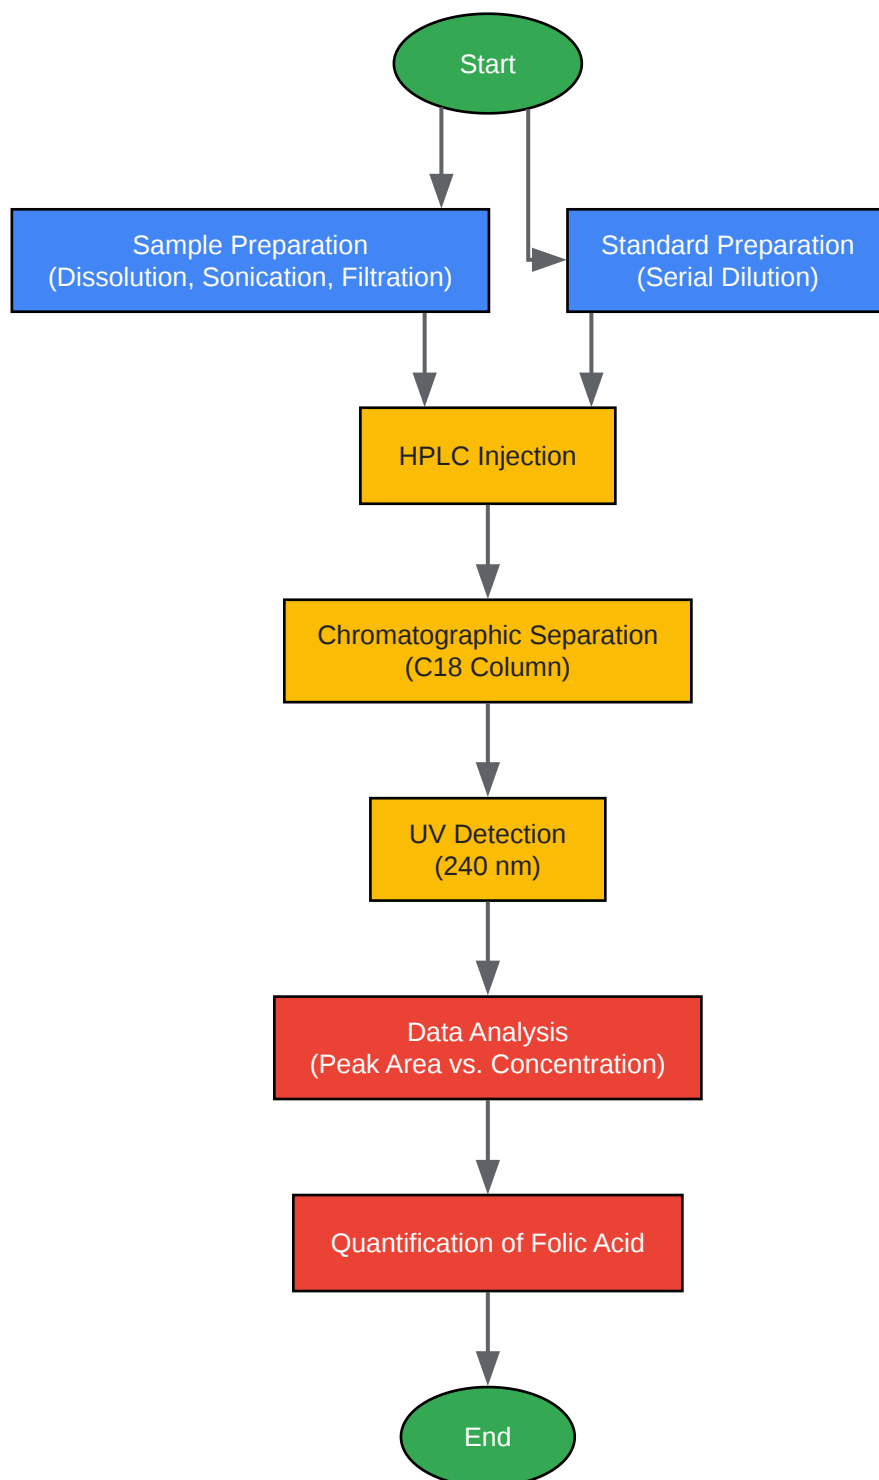 Start
Sample Preparation
(Dissolution, Sonication, Filtration)
Standard Preparation
(Serial Dilution)
HPLC Injection
Chromatographic Separation
(C18 Column)
UV Detection
(240 nm)
Data Analysis
(Peak Area vs. Concentration)
Quantification of Folic Acid
End